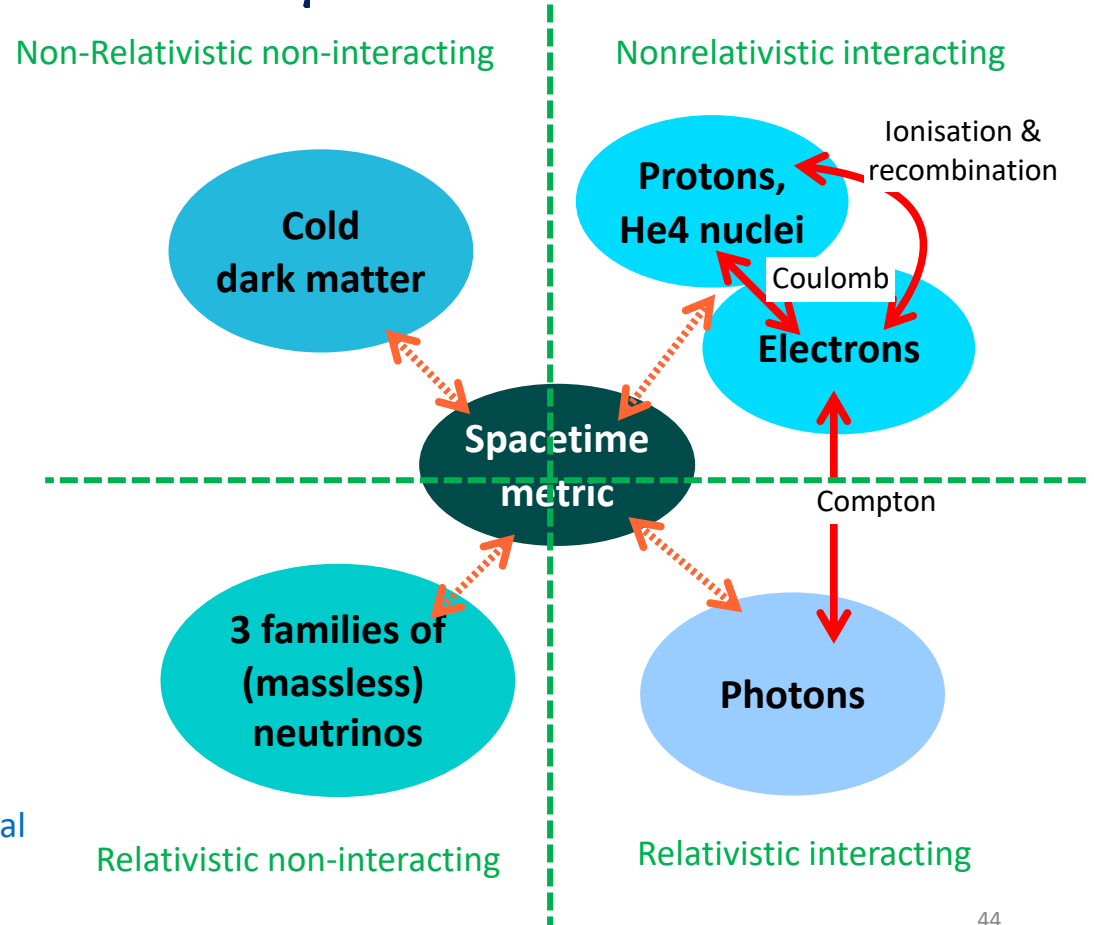 Non-Relativistic non-interacting
Nonrelativistic interacting
Ionisation &
recombination
Protons,
He4 nuclei
Cold
dark matter
Coulomb
Electrons
Spacetime
metric
Compton
3 families of
(massless)
neutrinos
Photons
al
Relativistic non-interacting
Relativistic interacting
44